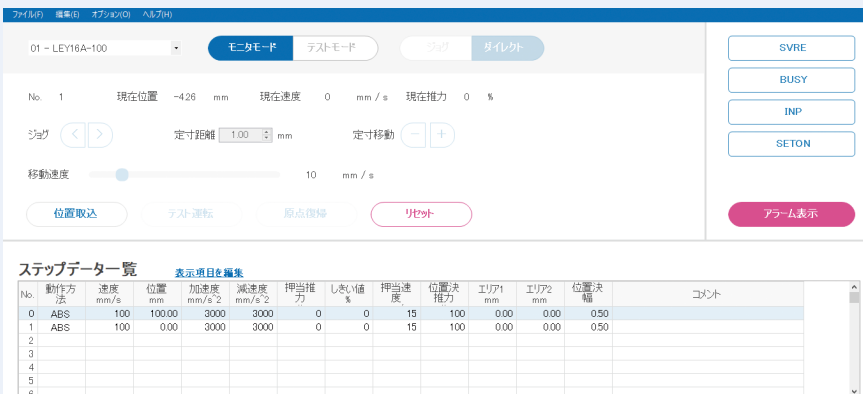 ファイル(F) 編集(E) オプション(O) ヘルプ(H)
01 - LEY16A-100 モニタモード テストモード ジョグ ダイレクト
SVRE
BUSY
INP
SETON
アラーム表示
No. 1 現在位置 -4.26 mm 現在速度 0 mm / s 現在推力 0 %
ジョグ < > 定寸距離 1.00 mm 定寸移動 - +
移動速度 10 mm / s
位置取込 テスト運転 原点復帰 リセット
ステップデータ一覧 表示項目を編集
No. 動作方法 速度 mm/s 位置 mm 加速度 mm/s^2 減速度 mm/s^2 押当推力 しきい値 % 押当速度 位置決推力 エリア1 mm エリア2 mm 位置決幅 コメント
0 ABS 100 100.00 3000 3000 0 0 15 100 0.00 0.00 0.50
1 ABS 100 0.00 3000 3000 0 0 15 100 0.00 0.00 0.50
2
3
4
5
6